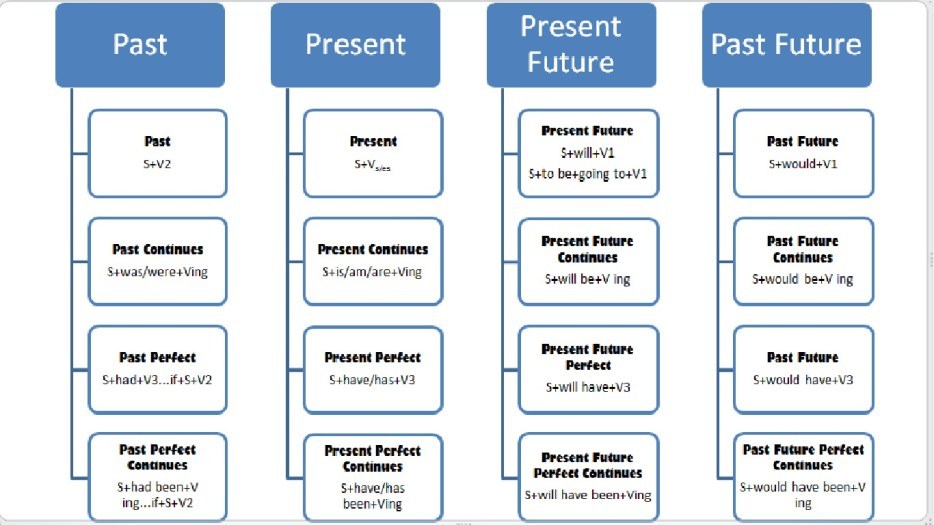 Past
Past
S+V2
Past Continues
S+was/were+Ving
Past Perfect
S+had+V3...if+S+V2
Past Perfect
Continues
S+had been+V
ing...if+S+V2
Present
Present
S+Vs/es
Present Continues
S+is/am/are+Ving
Present Perfect
S+have/has+V3
Present Perfect
Continues
S+have/has
been+Ving
Present
Future
Present Future
S+will+V1
S+to be+going to+V1
Present Future
Continues
S+will be+V ing
Present Future
Perfect
S+will have+V3
Present Future
Perfect Continues
S+will have been+Ving
Past Future
Past Future
S+would+V1
Past Future
Continues
S+would be+V ing
Past Future
S+would have+V3
Past Future Perfect
Continues
S+would have been+V
ing